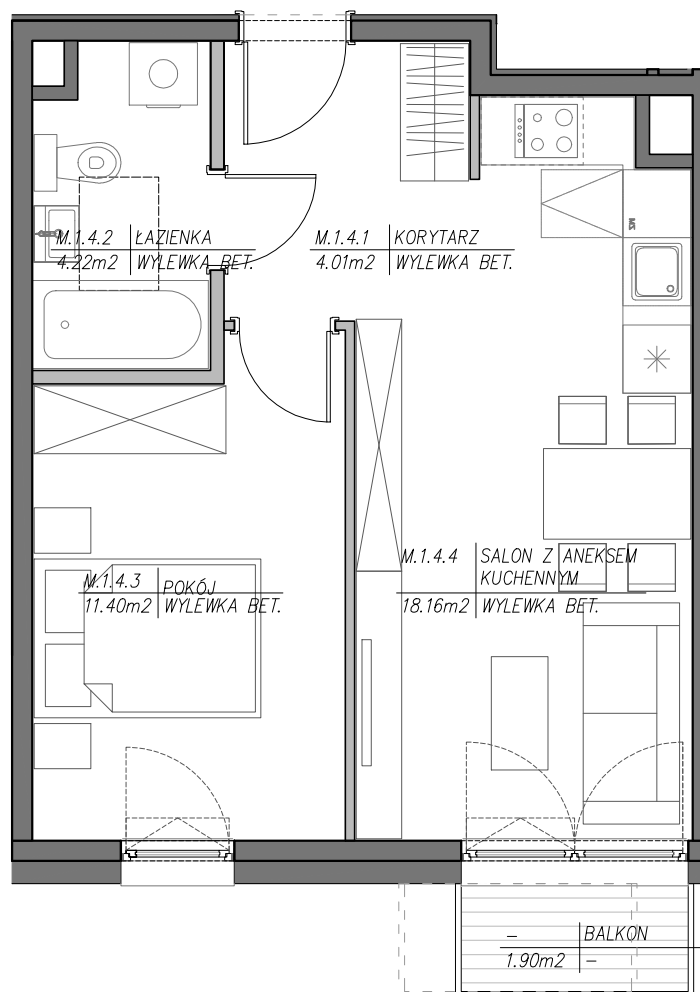 M.1.4.2 ŁAZIENKA
4.22m2 WYLEWKA BET.
M.1.4.1 KORYTARZ
4.01m2 WYLEWKA BET.
ZM
M.1.4.3 POKÓJ
11.40m2 WYLEWKA BET.
M.1.4.4 SALON Z ANEKSEM
KUCHENNYM
18.16m2 WYLEWKA BET.
– BALKON
1.90m2 –